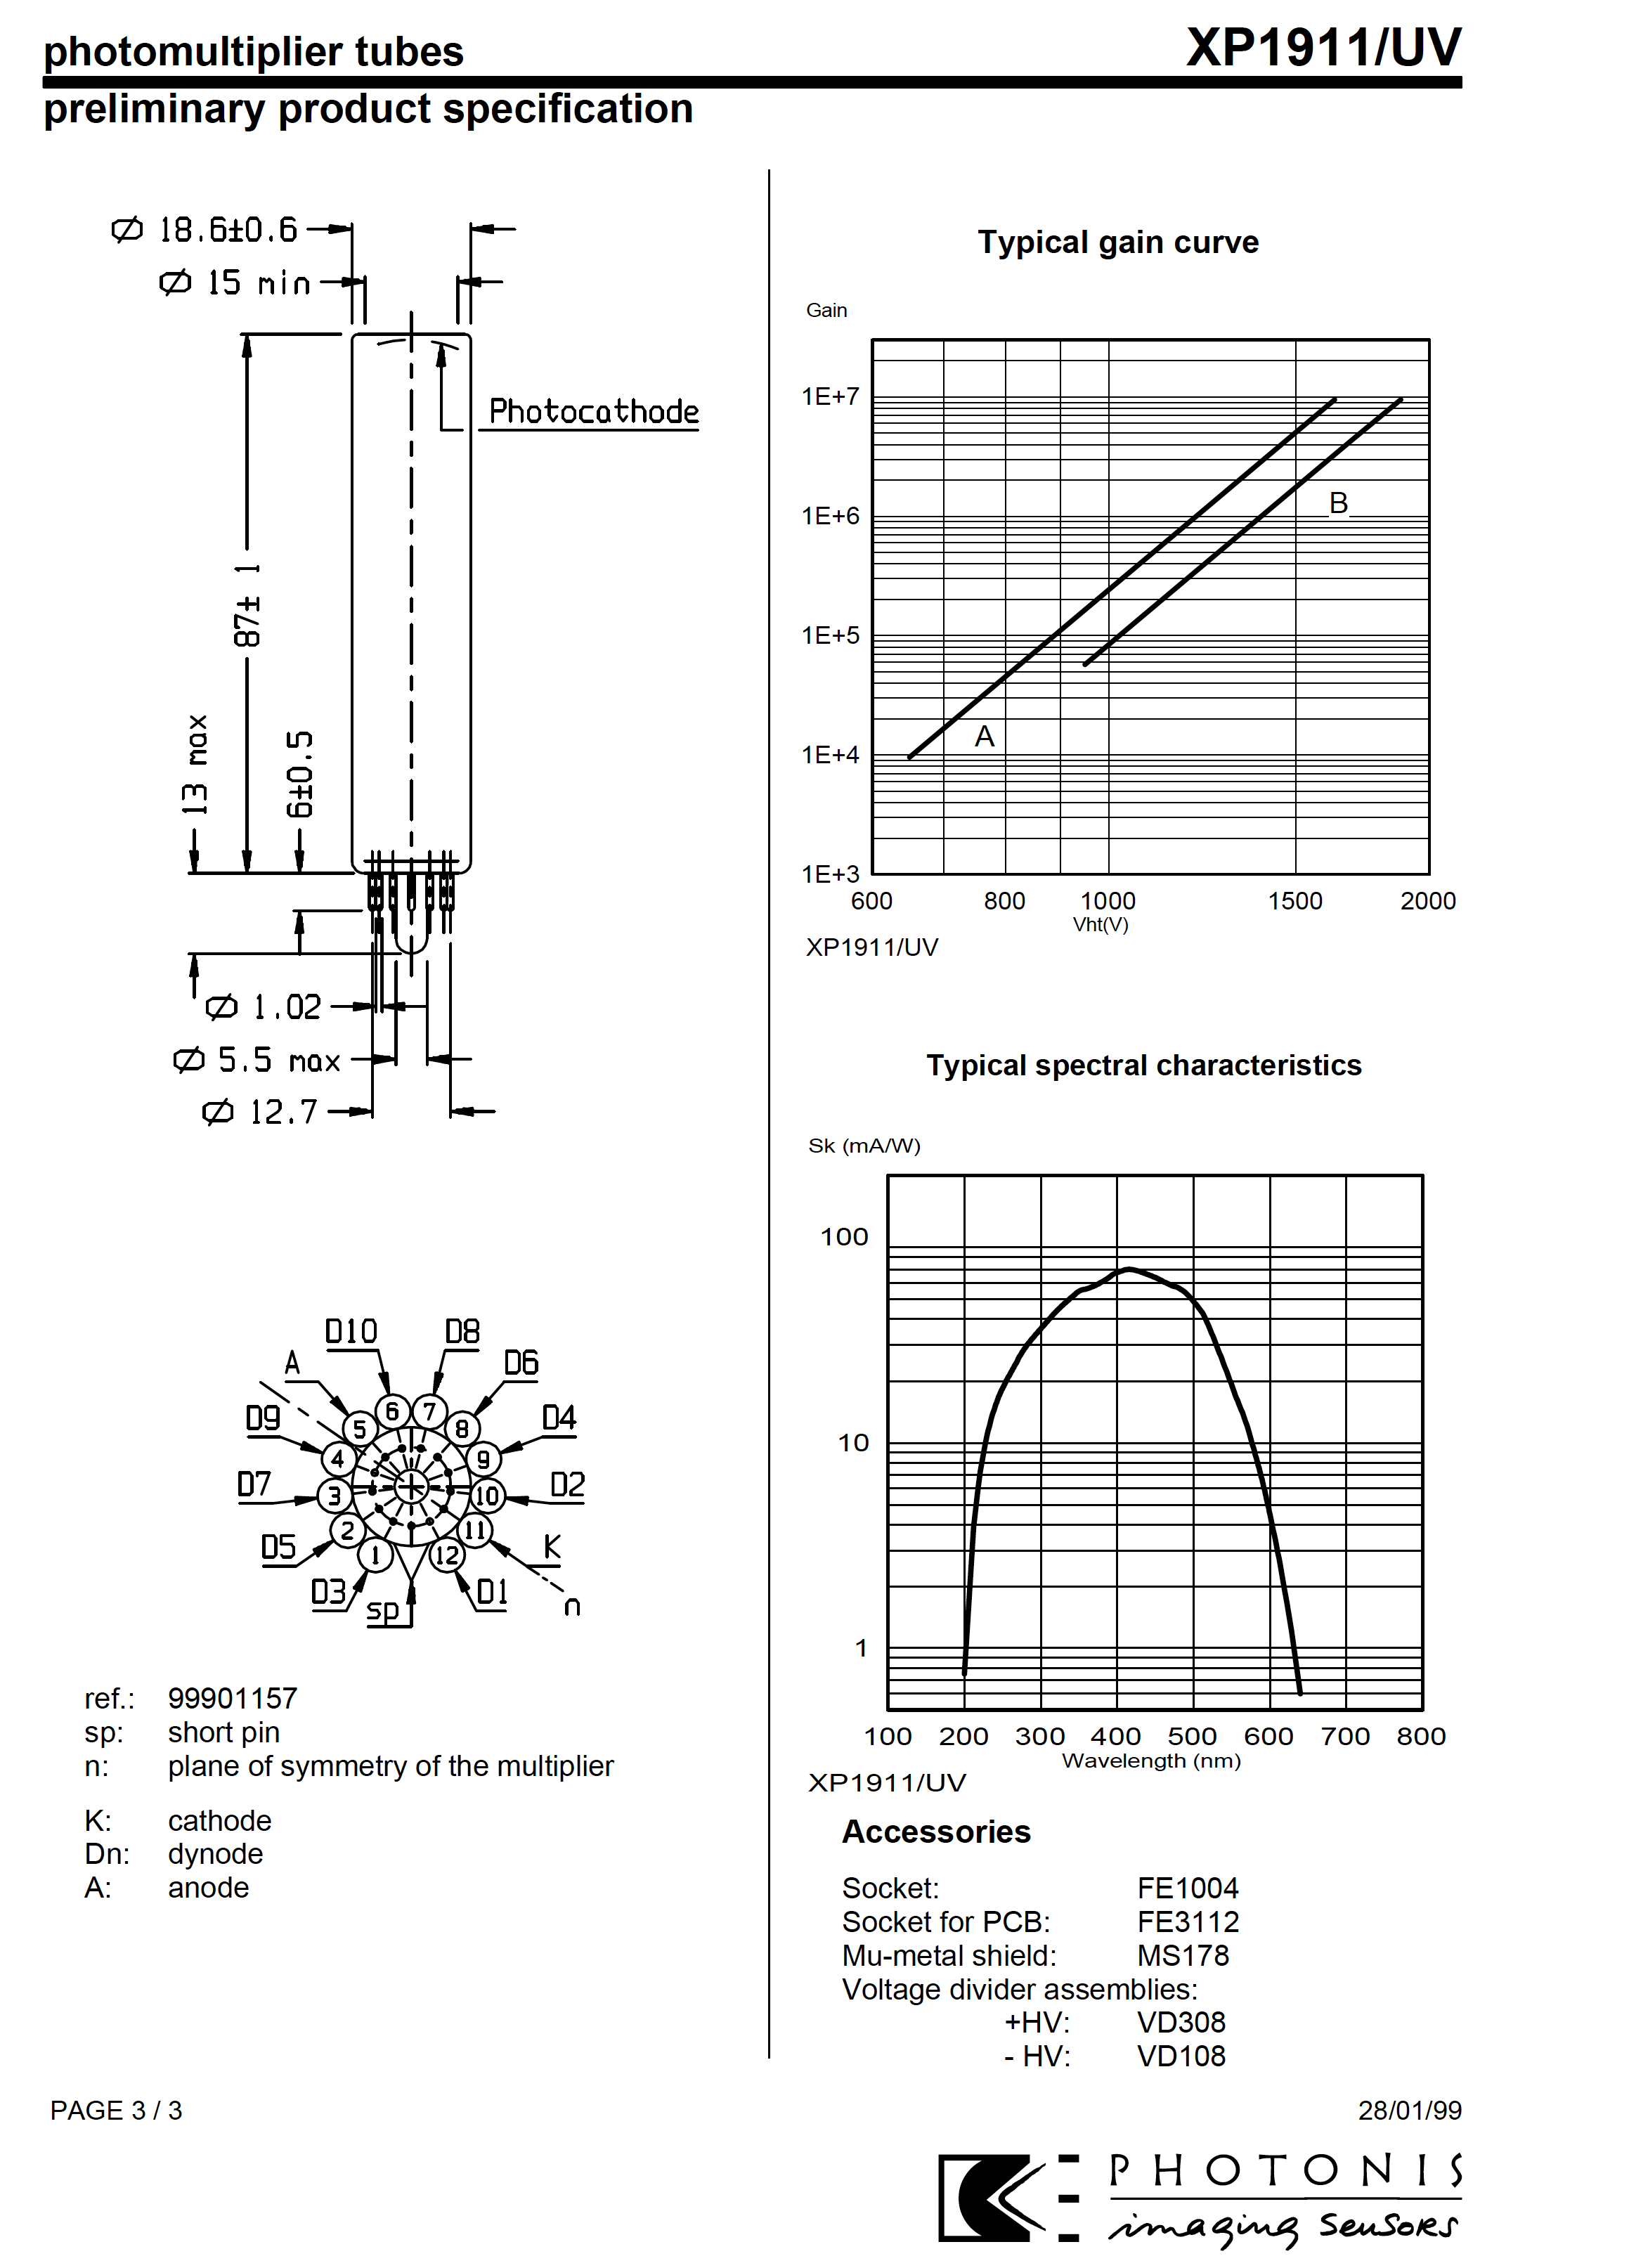 photomultiplier tubes
XP1911/UV
preliminary product specification
Ø 18.6±0.6
Ø 15 min
Photocathode
87± 1
13 max
6±0.5
Ø 1.02
Ø 5.5 max
Ø 12.7
D10
D8
A
D6
D9
D4
D7
D2
D5
K
D3
D1
sp
n
6
7
5
8
4
9
3
10
2
11
1
12
ref.: 99901157
sp: short pin
n: plane of symmetry of the multiplier
K: cathode
Dn: dynode
A: anode
Typical gain curve
Gain
1E+7
1E+6
1E+5
1E+4
1E+3
B
A
600 800 1000 1500 2000
Vht(V)
XP1911/UV
Typical spectral characteristics
Sk (mA/W)
100
10
1
100 200 300 400 500 600 700 800
Wavelength (nm)
XP1911/UV
Accessories
Socket: FE1004
Socket for PCB: FE3112
Mu-metal shield: MS178
Voltage divider assemblies:
+HV: VD308
- HV: VD108
PAGE 3 / 3
28/01/99
PHOTONIS
imaging sensors